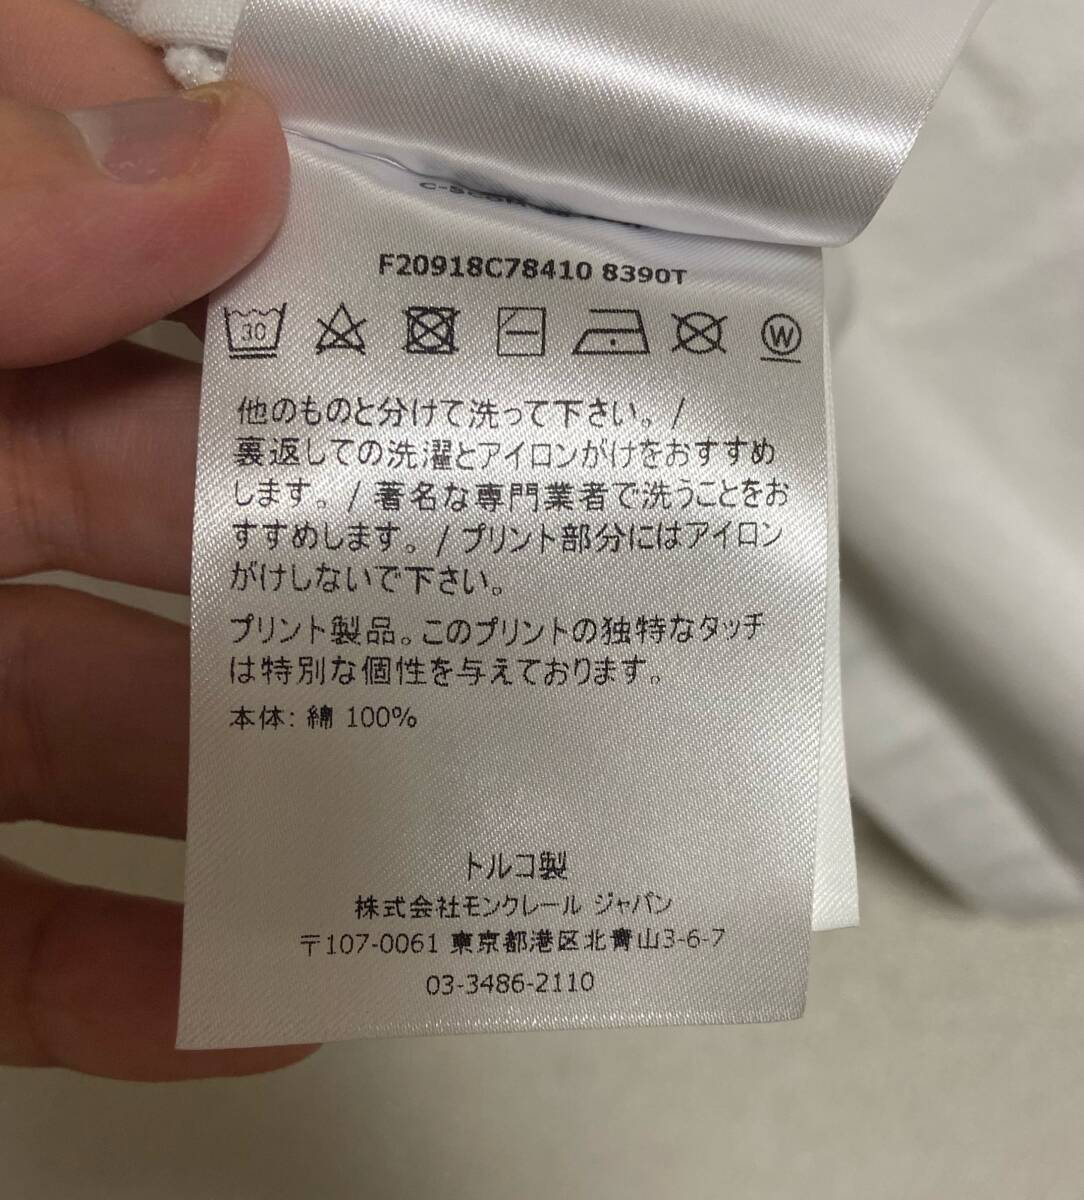 F20918C78410 8390T
30
W
他のものと分けて洗って下さい。/
裏返しての洗濯とアイロンがけをおすすめ
します。/ 著名な専門業者で洗うことをお
すすめします。/ プリント部分にはアイロン
がけしないで下さい。
プリント製品。このプリントの独特なタッチ
は特別な個性を与えております。
本体: 綿 100%
トルコ製
株式会社モンクレール ジャパン
〒107-0061 東京都港区北青山3-6-7
03-3486-2110